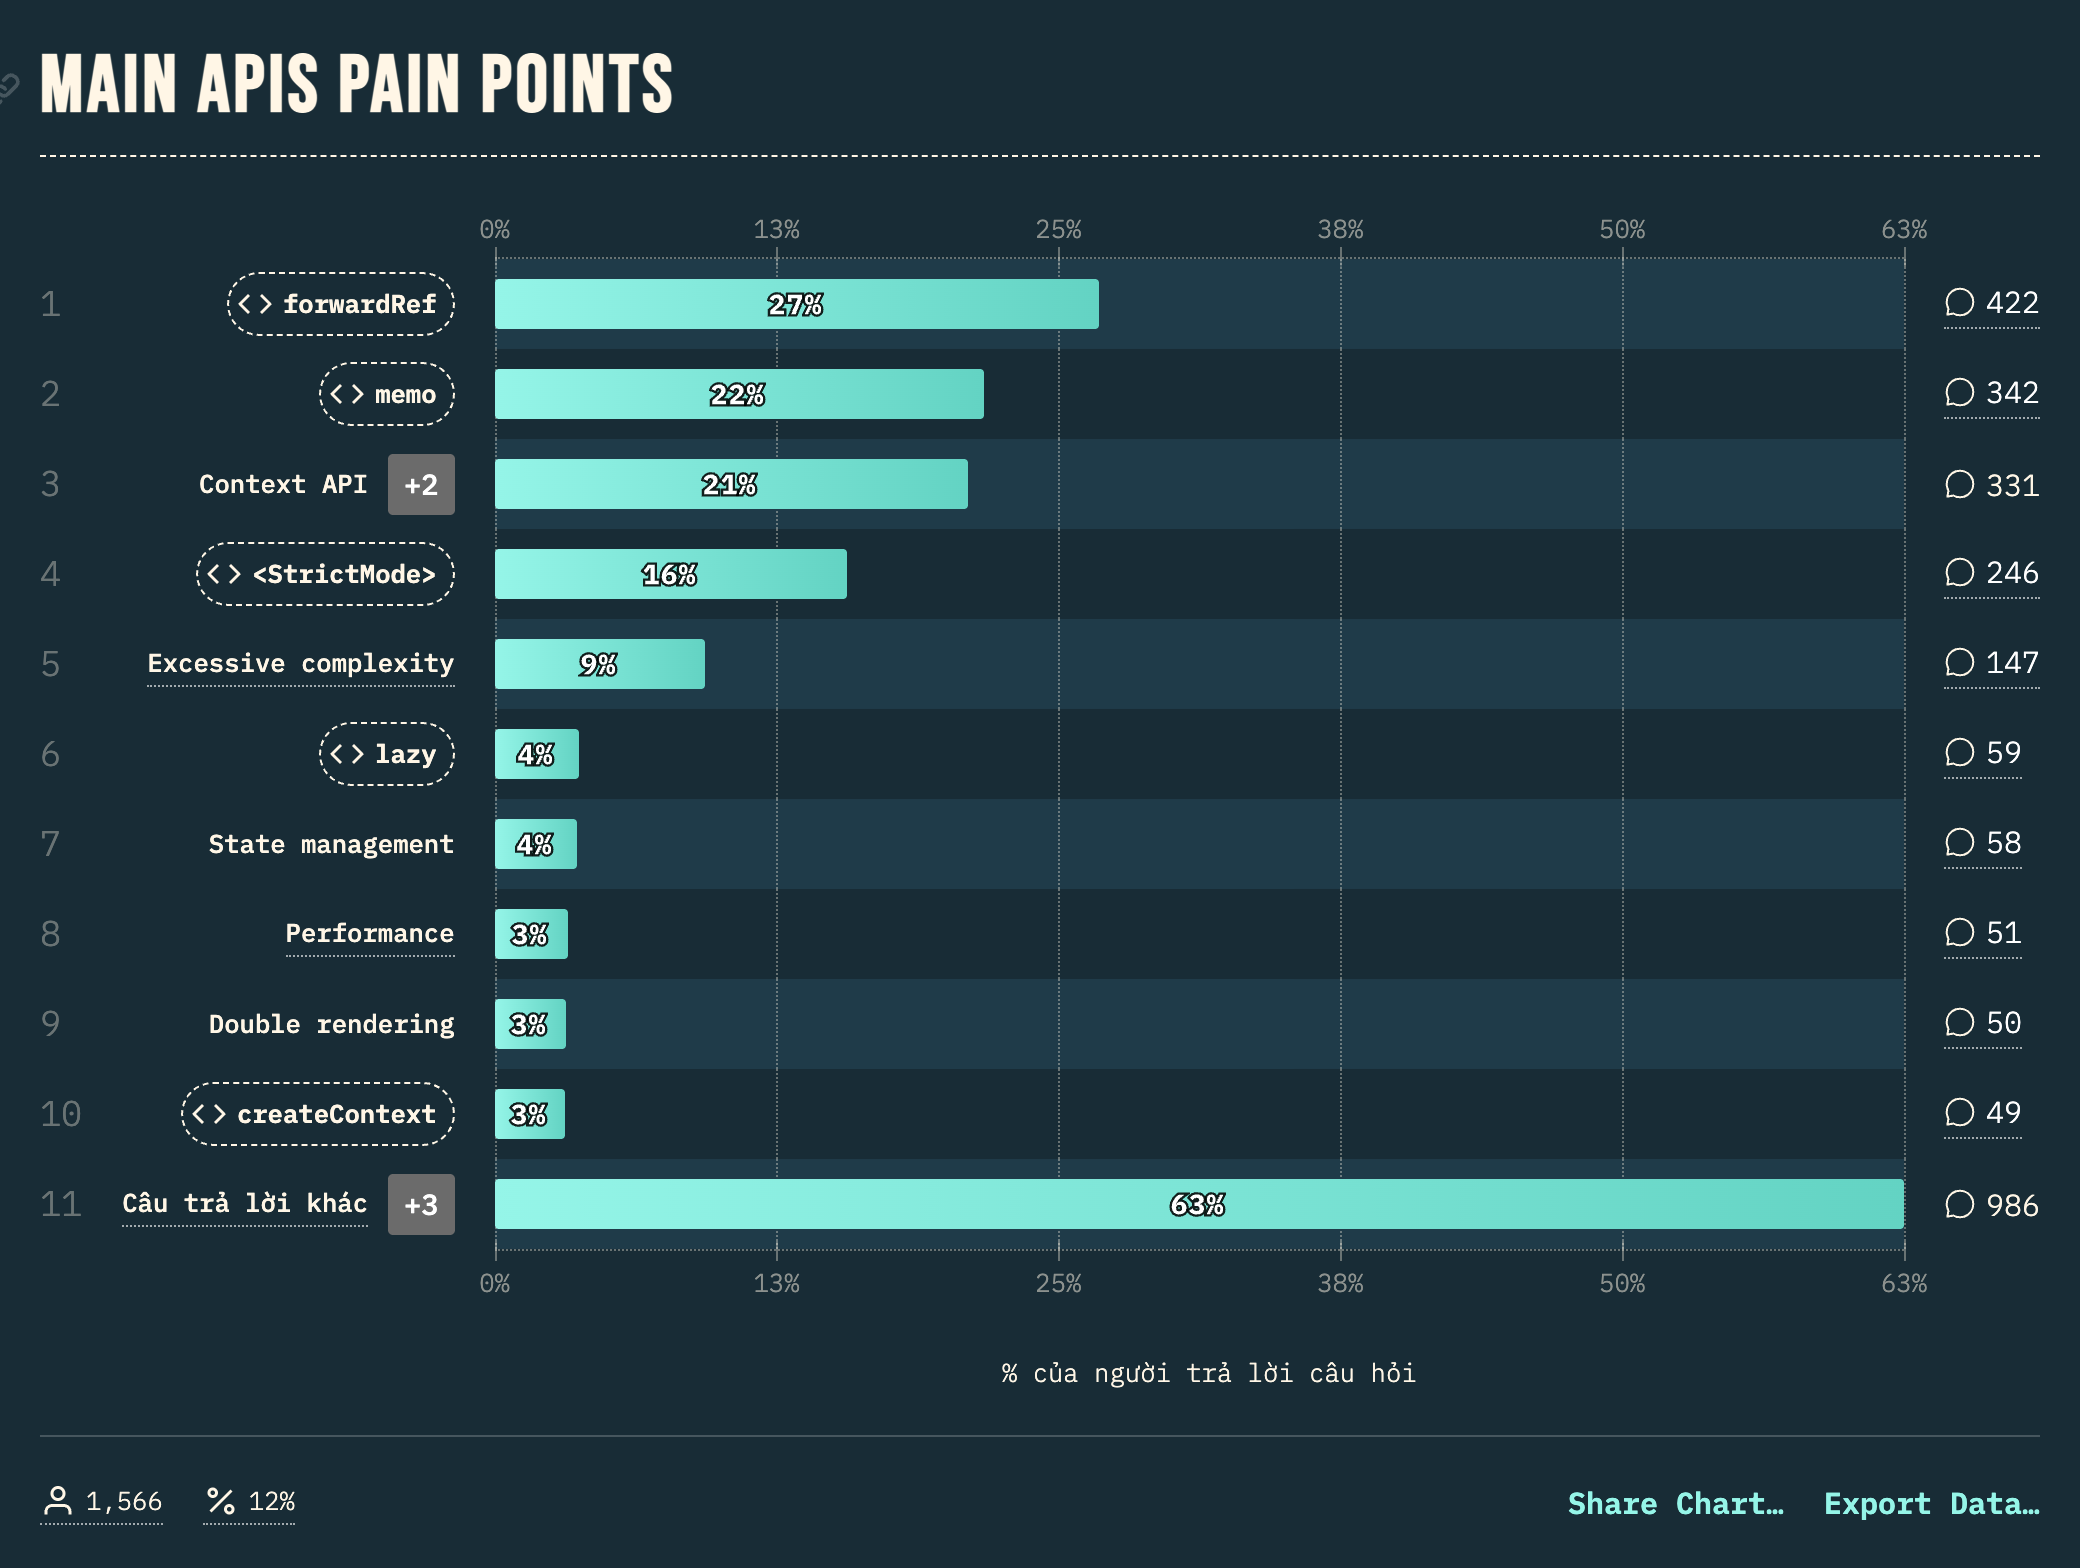 MAIN APIS PAIN POINTS
0% 13% 25% 38% 50% 63%
1 <> forwardRef 27% 422
2 <> memo 22% 342
3 Context API +2 21% 331
4 <> <StrictMode> 16% 246
5 Excessive complexity 9% 147
6 <> lazy 4% 59
7 State management 4% 58
8 Performance 3% 51
9 Double rendering 3% 50
10 <> createContext 3% 49
11 Câu trả lời khác +3 63% 986
0% 13% 25% 38% 50% 63%
% của người trả lời câu hỏi
1,566 % 12% Share Chart… Export Data…